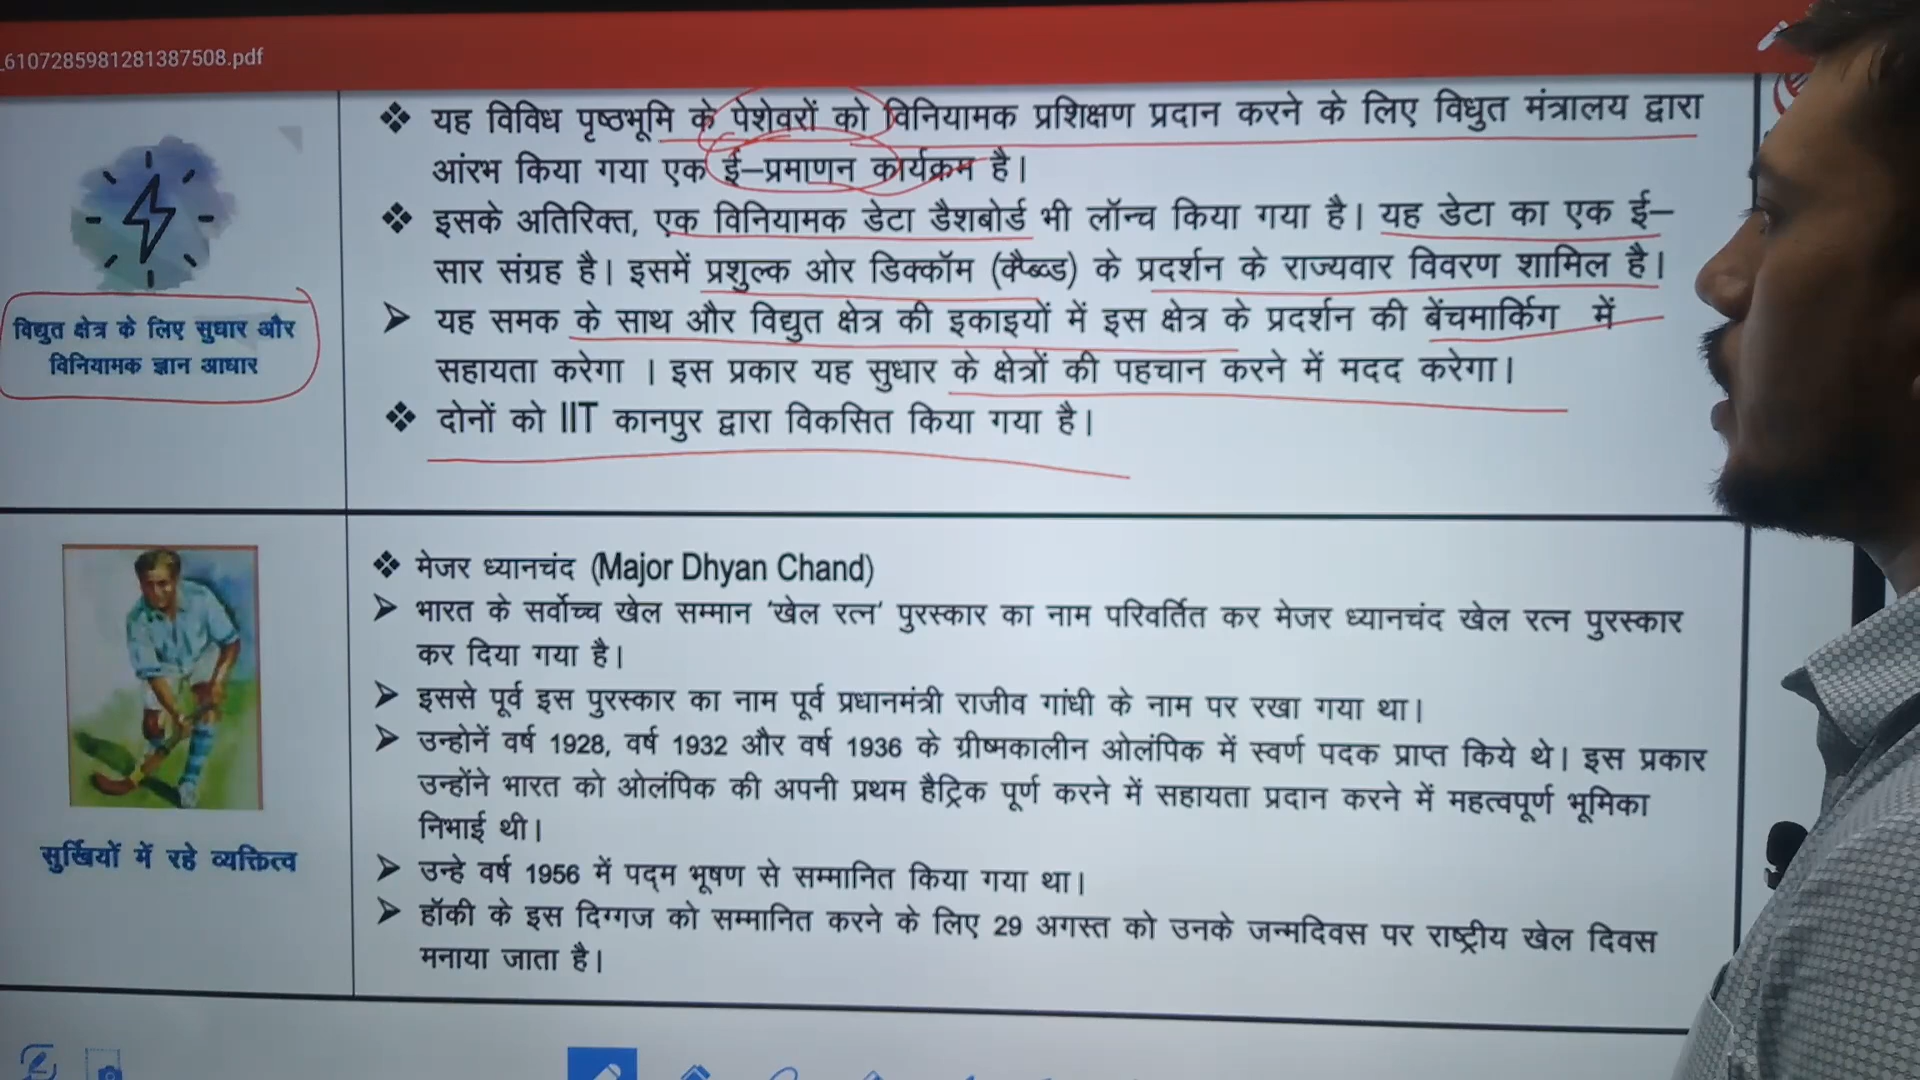 _6107285981281387508.pdf
विद्युत क्षेत्र के लिए सुधार और
विनियामक ज्ञान आधार
❖ यह विविध पृष्ठभूमि के पेशेवरों को विनियामक प्रशिक्षण प्रदान करने के लिए विधुत मंत्रालय द्वारा
आंरभ किया गया एक ई–प्रमाणन कार्यक्रम है।
❖ इसके अतिरिक्त, एक विनियामक डेटा डैशबोर्ड भी लॉन्च किया गया है। यह डेटा का एक ई–
सार संग्रह है। इसमें प्रशुल्क ओर डिक्कॉम के प्रदर्शन के राज्यवार विवरण शामिल है।
➢ यह समक के साथ और विद्युत क्षेत्र की इकाइयों में इस क्षेत्र के प्रदर्शन की बेंचमार्किग में
सहायता करेगा । इस प्रकार यह सुधार के क्षेत्रों की पहचान करने में मदद करेगा।
❖ दोनों को IIT कानपुर द्वारा विकसित किया गया है।
सुर्खियों में रहे व्यक्तित्व
❖ मेजर ध्यानचंद (Major Dhyan Chand)
➢ भारत के सर्वोच्च खेल सम्मान ‘खेल रत्न’ पुरस्कार का नाम परिवर्तित कर मेजर ध्यानचंद खेल रत्न पुरस्कार
कर दिया गया है।
➢ इससे पूर्व इस पुरस्कार का नाम पूर्व प्रधानमंत्री राजीव गांधी के नाम पर रखा गया था।
➢ उन्होनें वर्ष 1928, वर्ष 1932 और वर्ष 1936 के ग्रीष्मकालीन ओलंपिक में स्वर्ण पदक प्राप्त किये थे। इस प्रकार
उन्होंने भारत को ओलंपिक की अपनी प्रथम हैट्रिक पूर्ण करने में सहायता प्रदान करने में महत्वपूर्ण भूमिका
निभाई थी।
➢ उन्हे वर्ष 1956 में पद्म भूषण से सम्मानित किया गया था।
➢ हॉकी के इस दिग्गज को सम्मानित करने के लिए 29 अगस्त को उनके जन्मदिवस पर राष्ट्रीय खेल दिवस
मनाया जाता है।